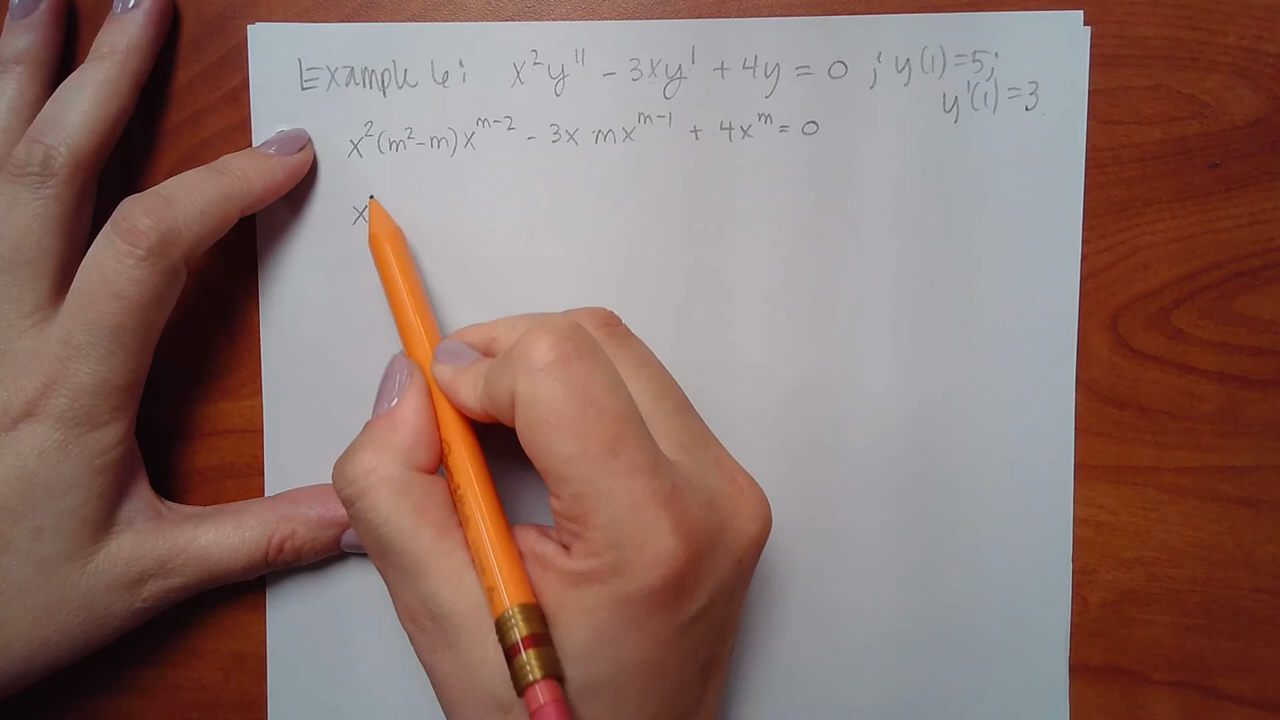 Example 6: x²y'' - 3xy' + 4y = 0 ; y(1)=5;
y'(1)=3
x²(m²-m)x^{m-2} - 3x mx^{m-1} + 4x^m = 0
x